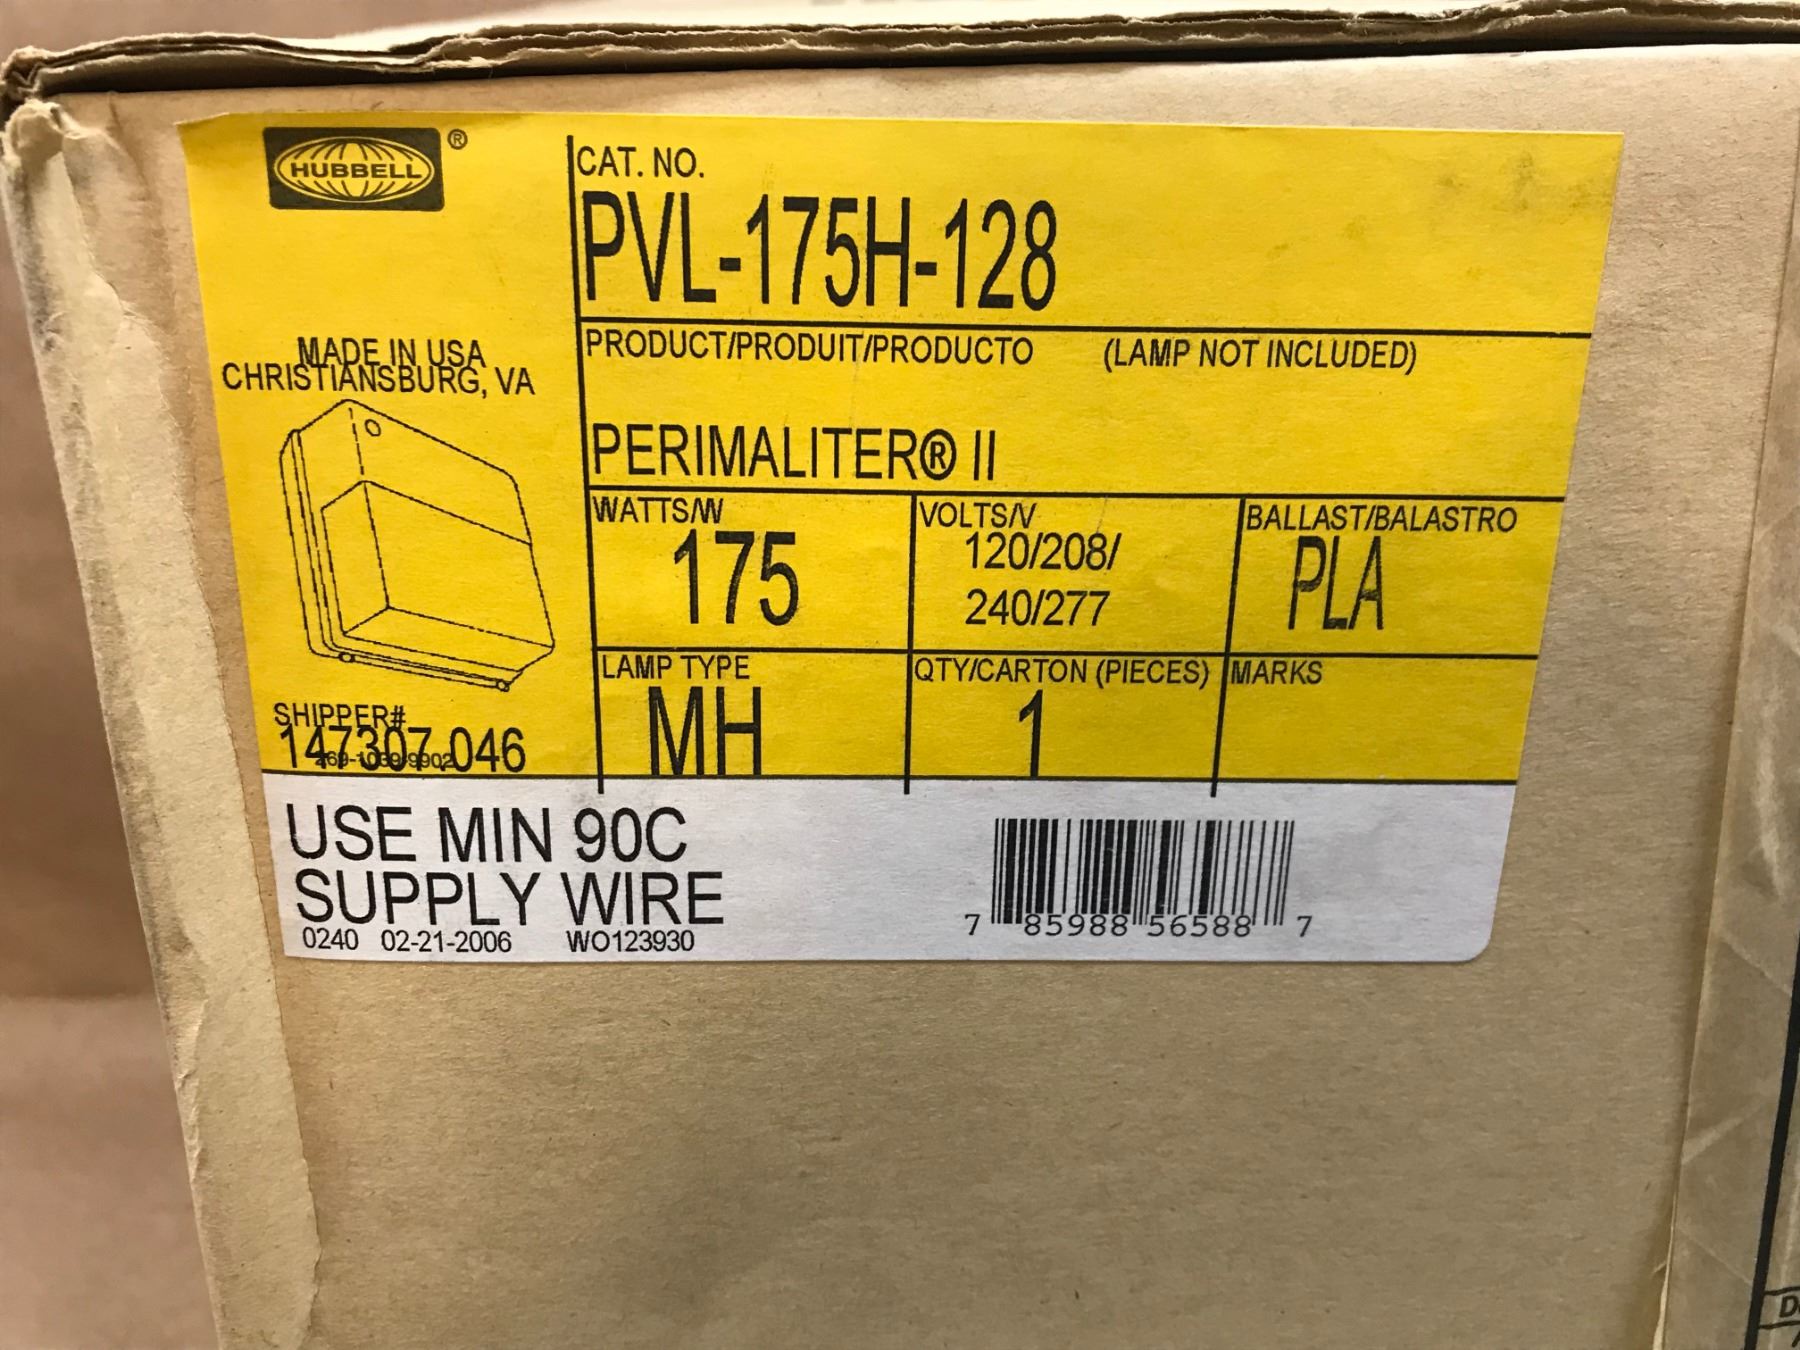 HUBBELL ®
CAT. NO.
PVL-175H-128
MADE IN USA
CHRISTIANSBURG, VA
PRODUCT/PRODUIT/PRODUCTO (LAMP NOT INCLUDED)
PERIMALITER® II
WATTS/W
175
VOLTS/V
120/208/
240/277
BALLAST/BALASTRO
PLA
LAMP TYPE
MH
QTY/CARTON (PIECES)
1
MARKS
SHIPPER#
147307.046
USE MIN 90C
SUPPLY WIRE
0240 02-21-2006 WO123930
7 85988 56588 7